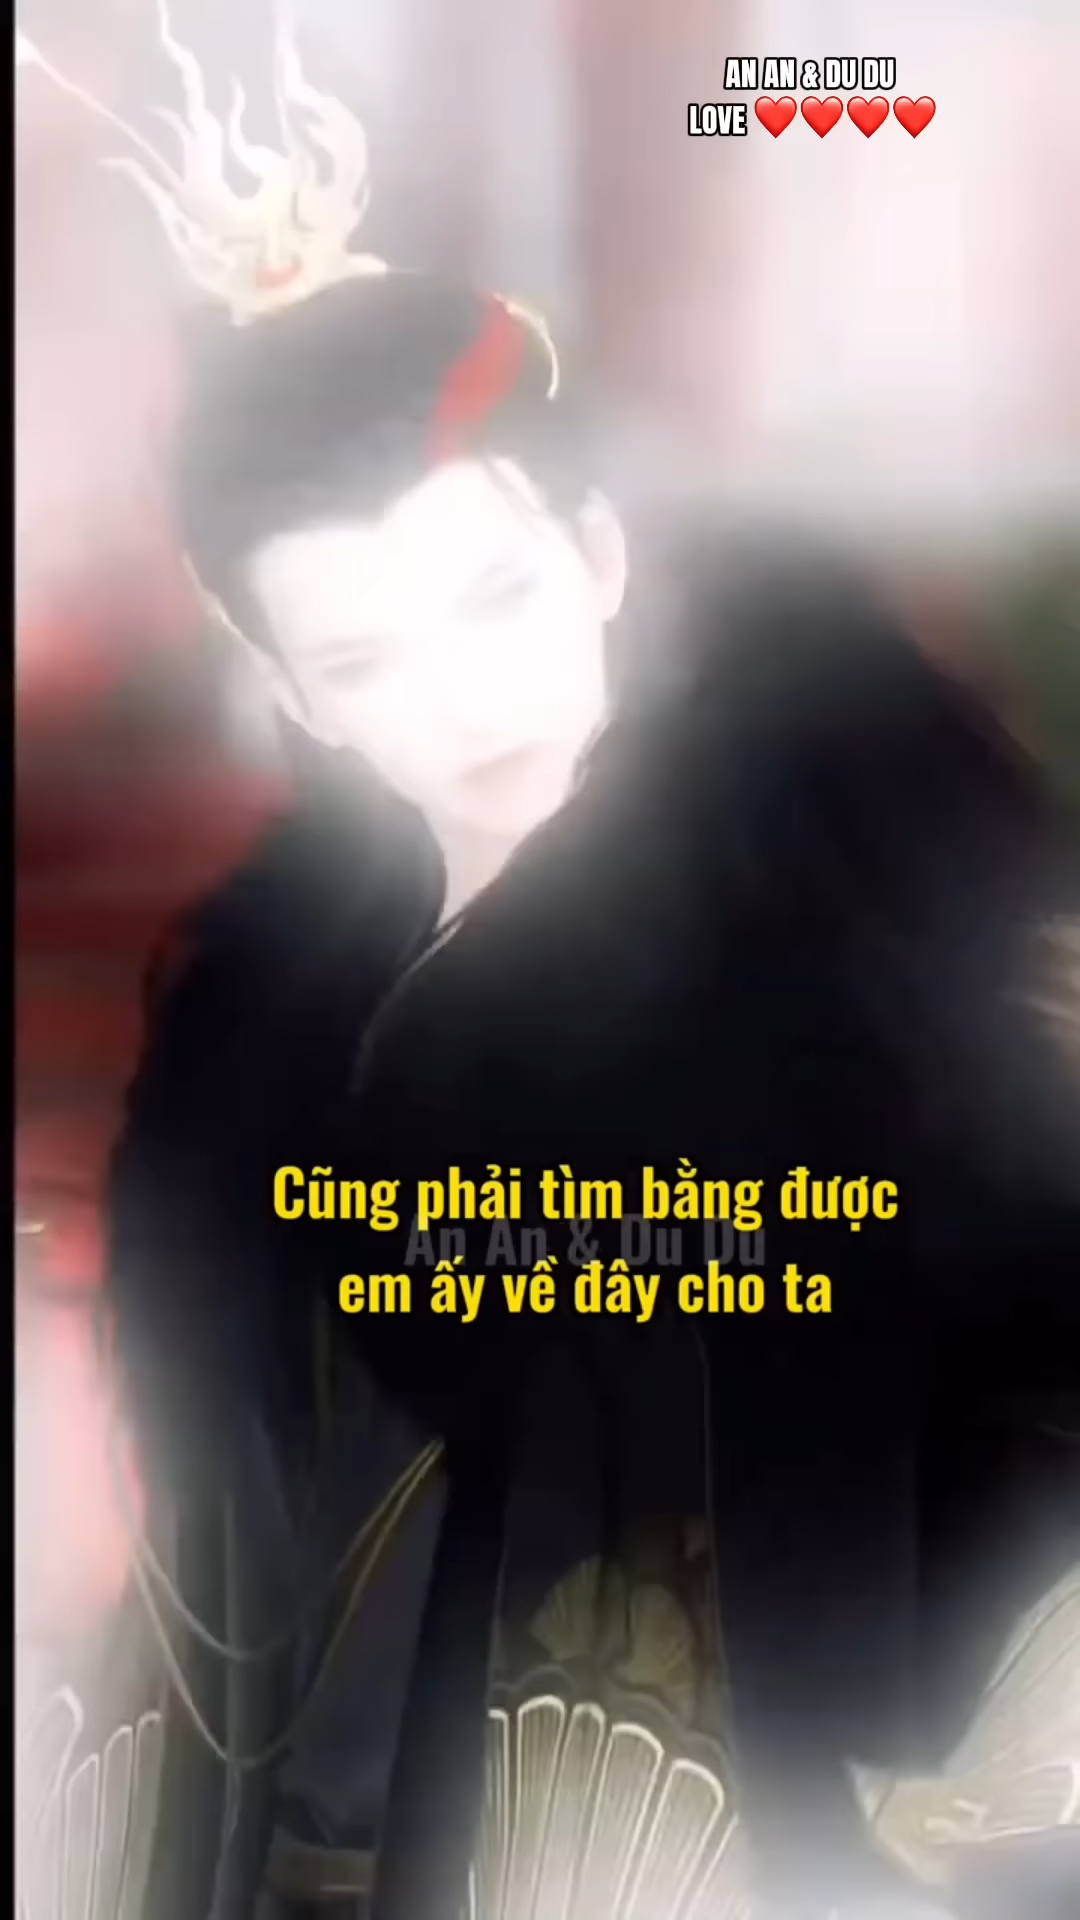 AN AN & DU DU
LOVE ❤️❤️❤️❤️
Cũng phải tìm bằng được
An An & Du Du
em ấy về đây cho ta